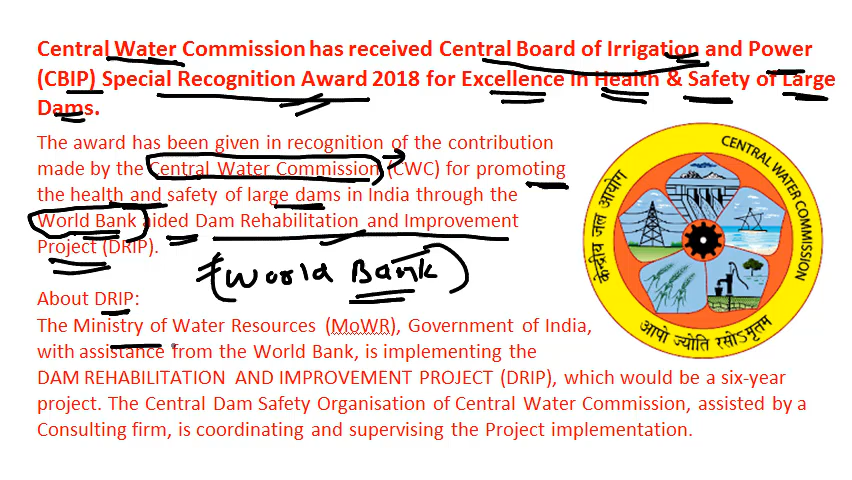 Central Water Commission has received Central Board of Irrigation and Power
(CBIP) Special Recognition Award 2018 for Excellence in Health & Safety of Large
Dams.
The award has been given in recognition of the contribution
made by the Central Water Commission (CWC) for promoting
the health and safety of large dams in India through the
World Bank aided Dam Rehabilitation and Improvement
Project (DRIP).
(World Bank)
About DRIP:
The Ministry of Water Resources (MoWR), Government of India,
with assistance from the World Bank, is implementing the
DAM REHABILITATION AND IMPROVEMENT PROJECT (DRIP), which would be a six-year
project. The Central Dam Safety Organisation of Central Water Commission, assisted by a
Consulting firm, is coordinating and supervising the Project implementation.
केन्द्रीय जल आयोग
CENTRAL WATER COMMISSION
आपो ज्योति रसोऽमृतम